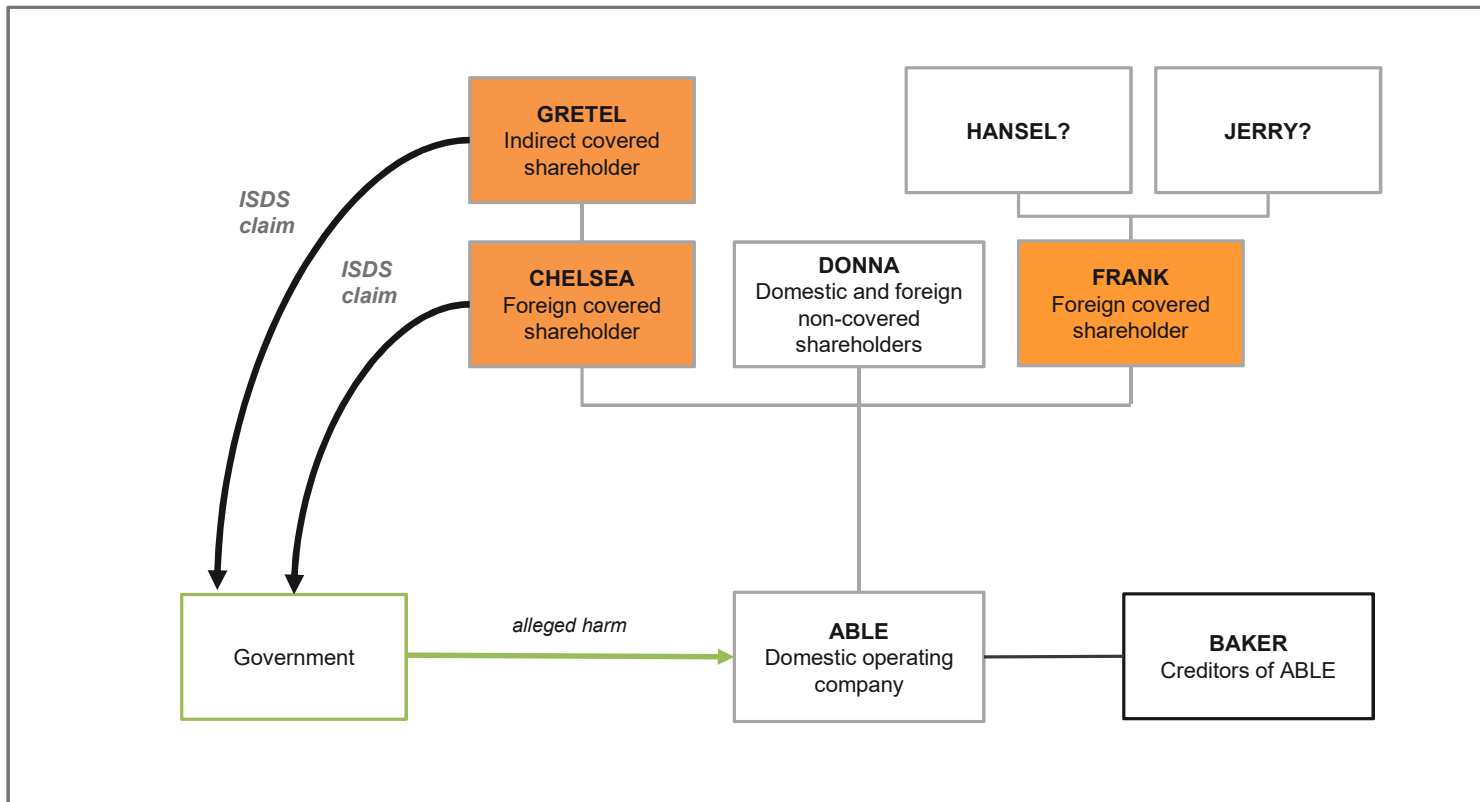 GRETEL
Indirect covered
shareholder
HANSEL?
JERRY?
ISDS
claim
ISDS
claim
CHELSEA
Foreign covered
shareholder
DONNA
Domestic and foreign
non-covered
shareholders
FRANK
Foreign covered
shareholder
Government
alleged harm
ABLE
Domestic operating
company
BAKER
Creditors of ABLE